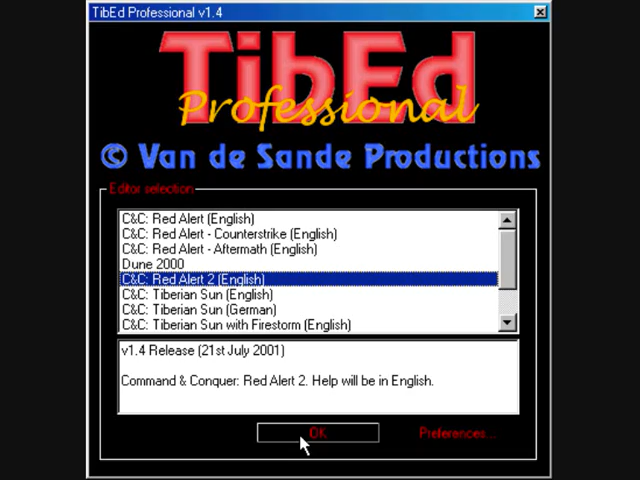 TibEd Professional v1.4
TibEd
Professional
© Van de Sande Productions
Editor selection
C&C: Red Alert (English)
C&C: Red Alert - Counterstrike (English)
C&C: Red Alert - Aftermath (English)
Dune 2000
C&C: Red Alert 2 (English)
C&C: Tiberian Sun (English)
C&C: Tiberian Sun (German)
C&C: Tiberian Sun with Firestorm (English)
v1.4 Release (21st July 2001)
Command & Conquer: Red Alert 2. Help will be in English.
OK Preferences...